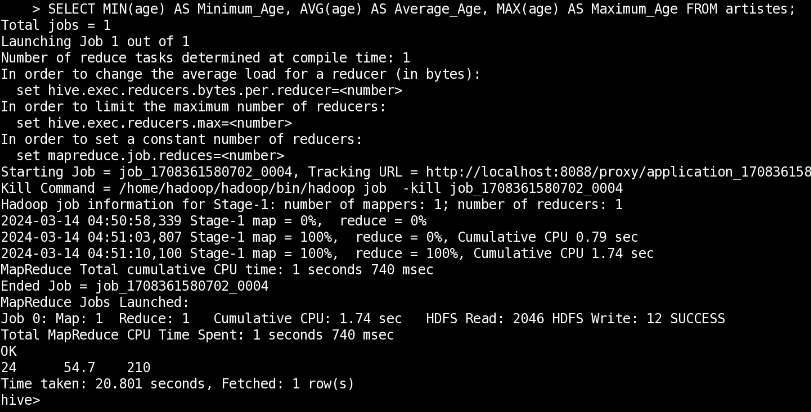 > SELECT MIN(age) AS Minimum_Age, AVG(age) AS Average_Age, MAX(age) AS Maximum_Age FROM artistes;
Total jobs = 1
Launching Job 1 out of 1
Number of reduce tasks determined at compile time: 1
In order to change the average load for a reducer (in bytes):
  set hive.exec.reducers.bytes.per.reducer=<number>
In order to limit the maximum number of reducers:
  set hive.exec.reducers.max=<number>
In order to set a constant number of reducers:
  set mapreduce.job.reduces=<number>
Starting Job = job_1708361580702_0004, Tracking URL = http://localhost:8088/proxy/application_170836158
Kill Command = /home/hadoop/hadoop/bin/hadoop job  -kill job_1708361580702_0004
Hadoop job information for Stage-1: number of mappers: 1; number of reducers: 1
2024-03-14 04:50:58,339 Stage-1 map = 0%,  reduce = 0%
2024-03-14 04:51:03,807 Stage-1 map = 100%,  reduce = 0%, Cumulative CPU 0.79 sec
2024-03-14 04:51:10,100 Stage-1 map = 100%,  reduce = 100%, Cumulative CPU 1.74 sec
MapReduce Total cumulative CPU time: 1 seconds 740 msec
Ended Job = job_1708361580702_0004
MapReduce Jobs Launched:
Job 0: Map: 1  Reduce: 1   Cumulative CPU: 1.74 sec   HDFS Read: 2046 HDFS Write: 12 SUCCESS
Total MapReduce CPU Time Spent: 1 seconds 740 msec
OK
24      54.7    210
Time taken: 20.801 seconds, Fetched: 1 row(s)
hive>